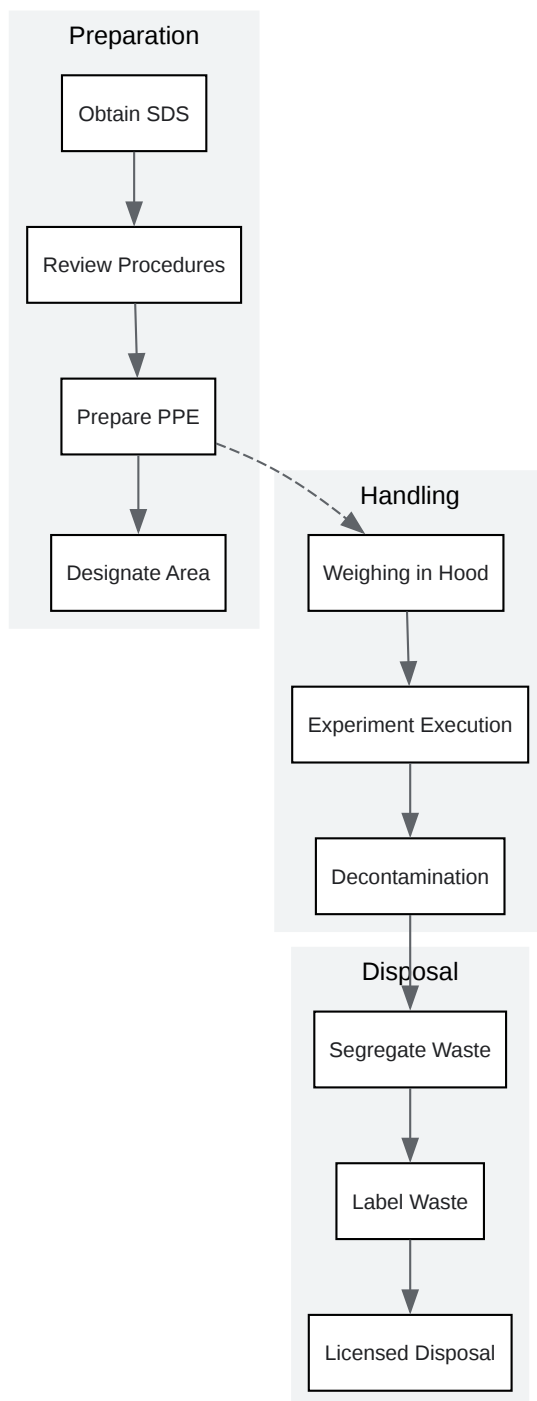 Preparation
Obtain SDS
Review Procedures
Prepare PPE
Designate Area
Handling
Weighing in Hood
Experiment Execution
Decontamination
Disposal
Segregate Waste
Label Waste
Licensed Disposal